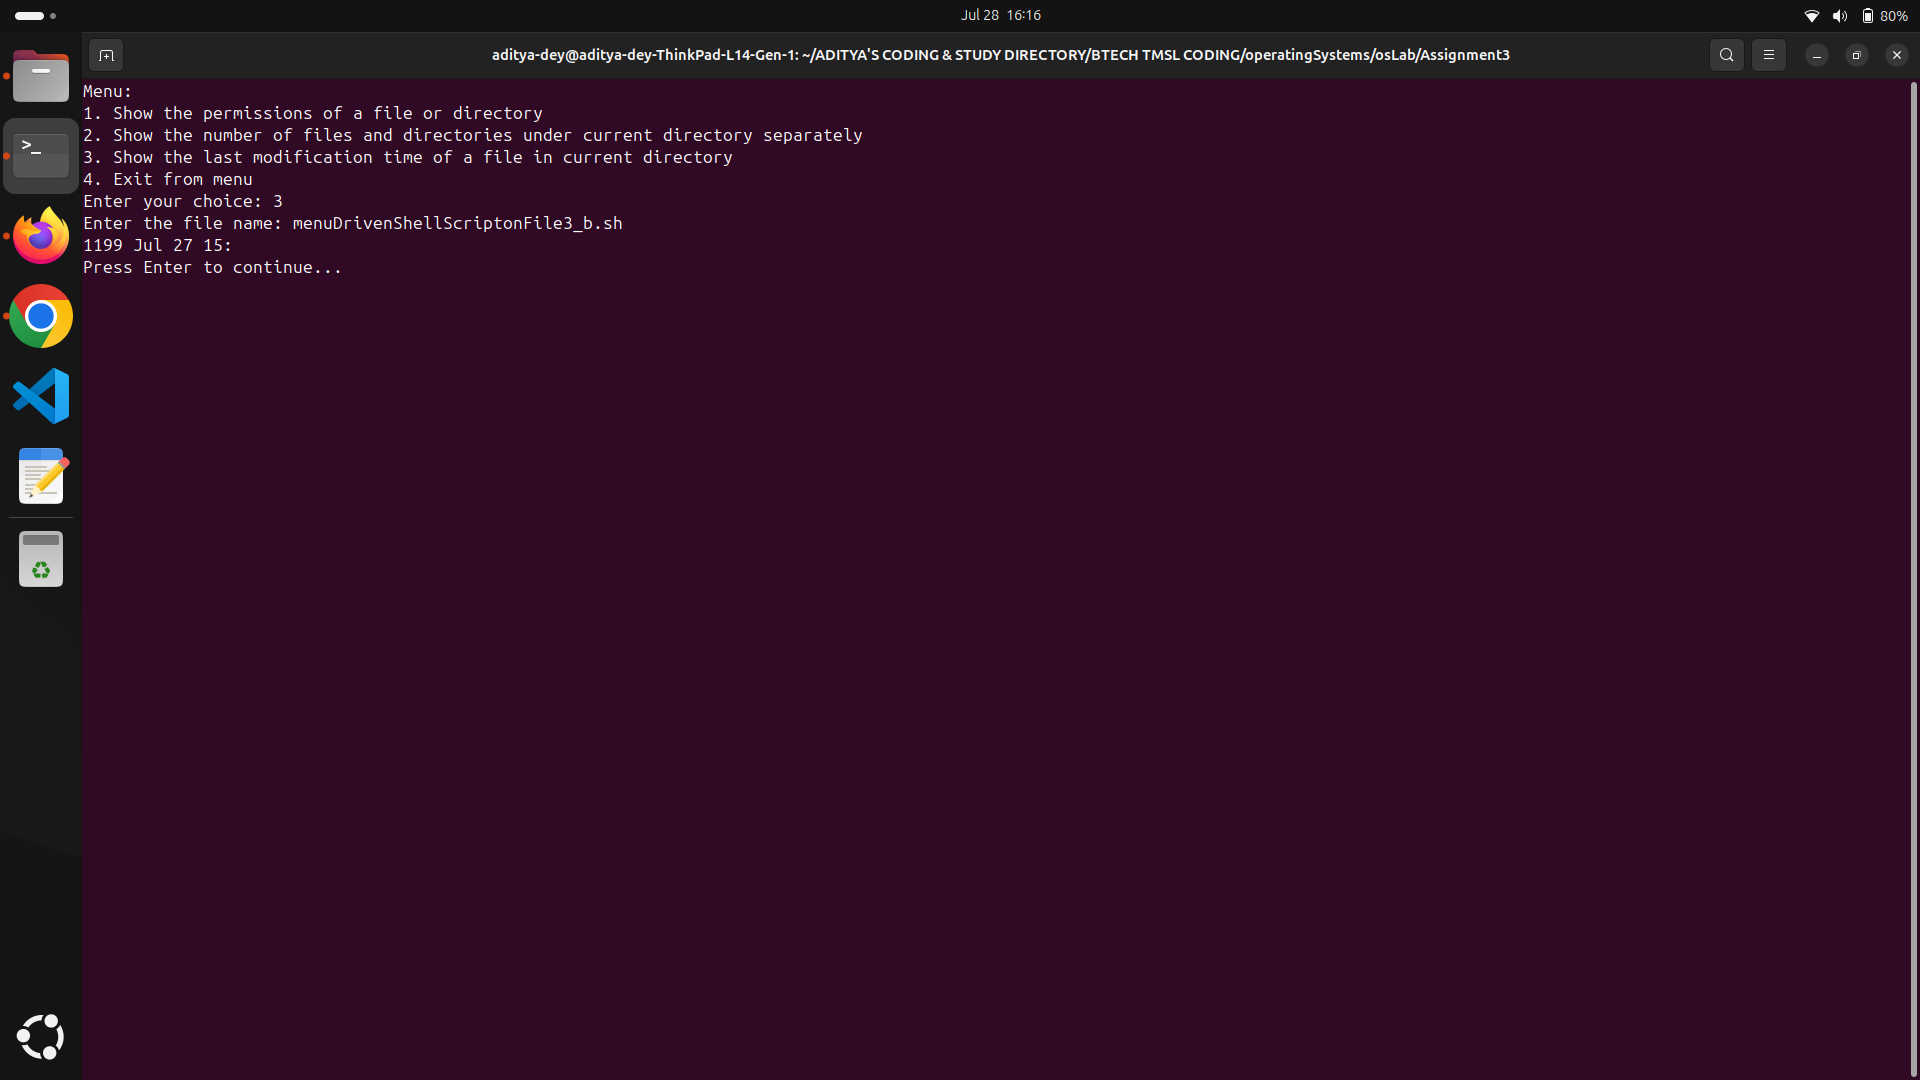 Jul 28 16:16
80%
aditya-dey@aditya-dey-ThinkPad-L14-Gen-1: ~/ADITYA'S CODING & STUDY DIRECTORY/BTECH TMSL CODING/operatingSystems/osLab/Assignment3
Menu:
1. Show the permissions of a file or directory
2. Show the number of files and directories under current directory separately
3. Show the last modification time of a file in current directory
4. Exit from menu
Enter your choice: 3
Enter the file name: menuDrivenShellScriptonFile3_b.sh
1199 Jul 27 15:
Press Enter to continue...